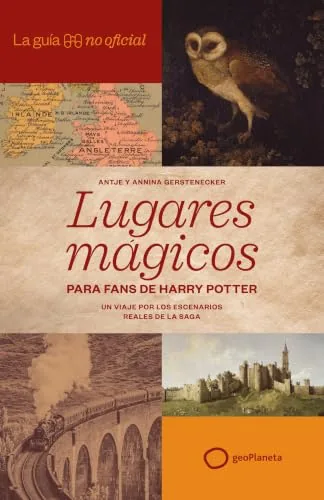 La guía no oficial
IRLANDE
ANGLETERRE
ANTJE Y ANNINA GERSTENECKER
Lugares
mágicos
PARA FANS DE HARRY POTTER
UN VIAJE POR LOS ESCENARIOS
REALES DE LA SAGA
geoPlaneta